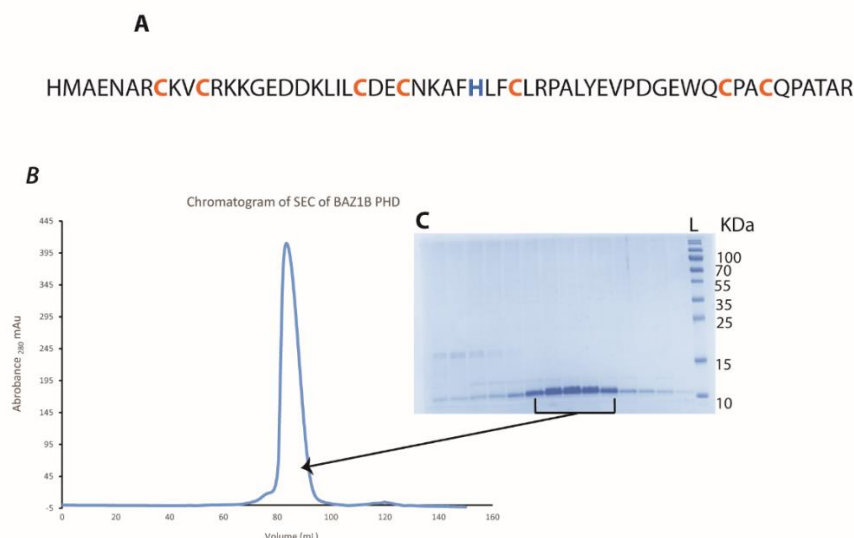 A
HMAENARCKVCRKKGEDDKLILCDECNKAFHLFCLRPALYEVPDGEWQCPACQPATAR
B
Chromatogram of SEC of BAZ1B PHD
445
395
345
295
245
195
145
95
45
-5
Abrobance 280 mAu
0 20 40 60 80 100 120 140 160
Volume (mL)
C
L KDa
100
70
55
35
25
15
10